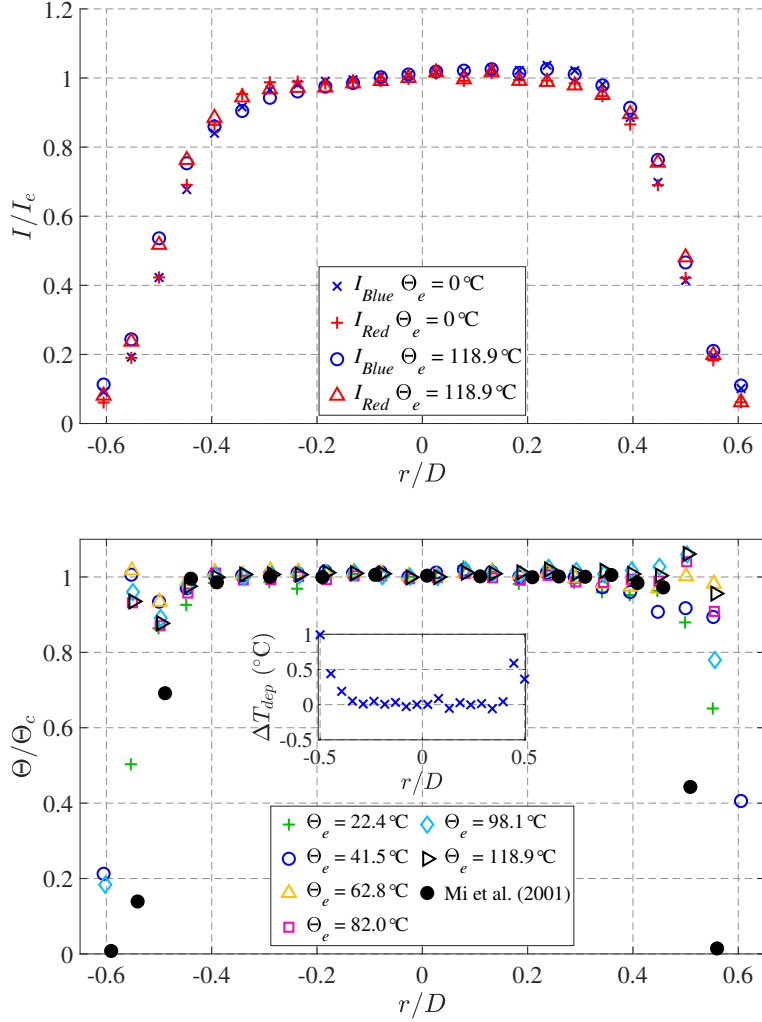 1.2
1
0.8
0.6
0.4
0.2
0
I/I_e
I_Blue Θ_e = 0 °C
I_Red Θ_e = 0 °C
I_Blue Θ_e = 118.9 °C
I_Red Θ_e = 118.9 °C
-0.6 -0.4 -0.2 0 0.2 0.4 0.6
r/D
1
0.8
0.6
0.4
0.2
0
Θ/Θ_c
1
0.5
0
-0.5
ΔT_dep (°C)
-0.5 0 0.5
r/D
Θ_e = 22.4 °C Θ_e = 98.1 °C
Θ_e = 41.5 °C Θ_e = 118.9 °C
Θ_e = 62.8 °C Mi et al. (2001)
Θ_e = 82.0 °C
-0.6 -0.4 -0.2 0 0.2 0.4 0.6
r/D